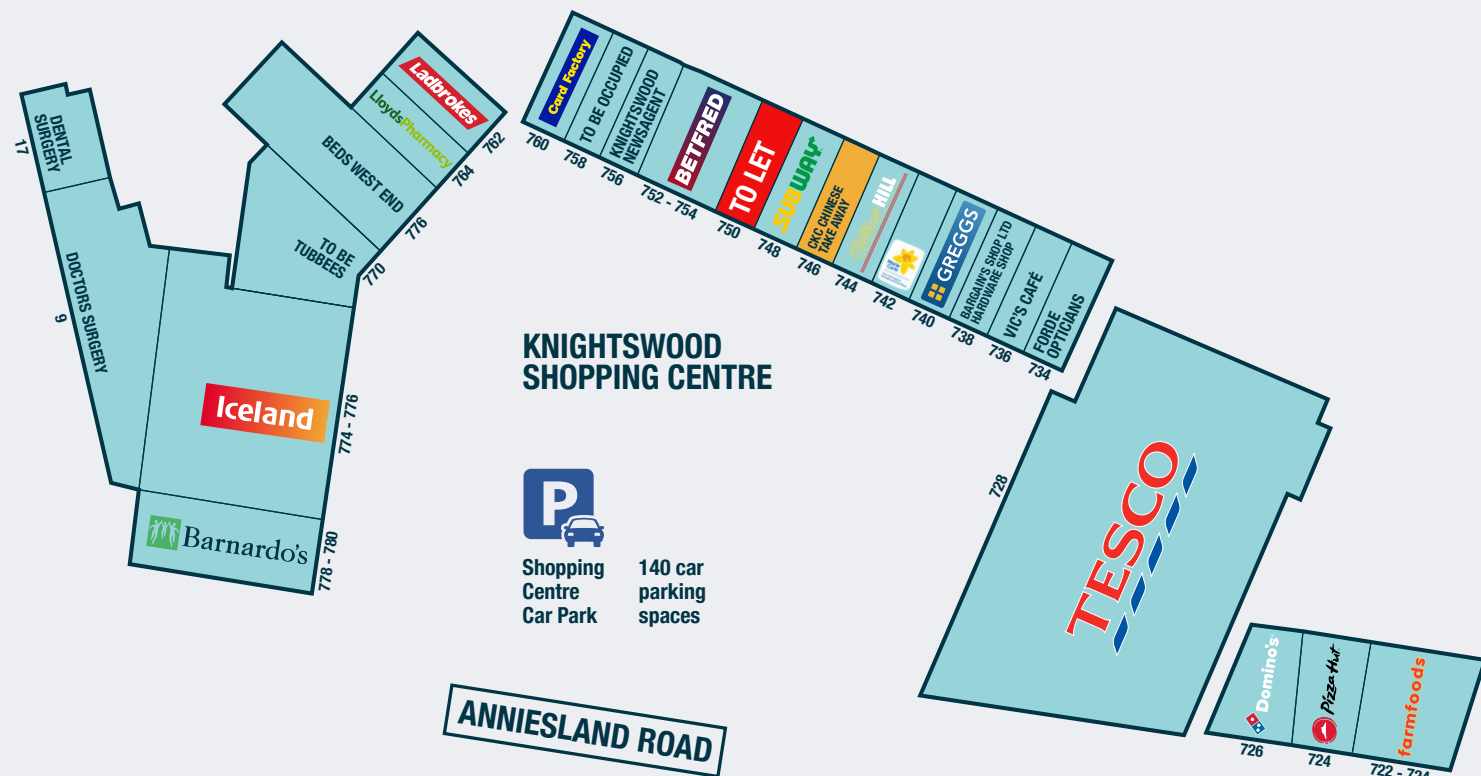 DENTAL
SURGERY
17
DOCTORS SURGERY
9
Iceland
774 - 776
Barnardo's
778 - 780
TO BE
TUBBEES
770
BEDS WEST END
776
LloydsPharmacy
764
Ladbrokes
762
Card Factory
760
TO BE OCCUPIED
758
KNIGHTSWOOD
NEWSAGENT
756
BETFRED
752 - 754
TO LET
750
SUBWAY
748
CKC CHINESE
TAKE AWAY
746
William HILL
744
742
GREGGS
740
BARGAIN'S SHOP LTD
HARDWARE SHOP
738
VIC'S CAFÉ
736
FORDE
OPTICIANS
734
KNIGHTSWOOD
SHOPPING CENTRE
P
Shopping
Centre
Car Park
140 car
parking
spaces
728
TESCO
Domino's
726
Pizza Hut
724
farmfoods
722 - 724
ANNIESLAND ROAD